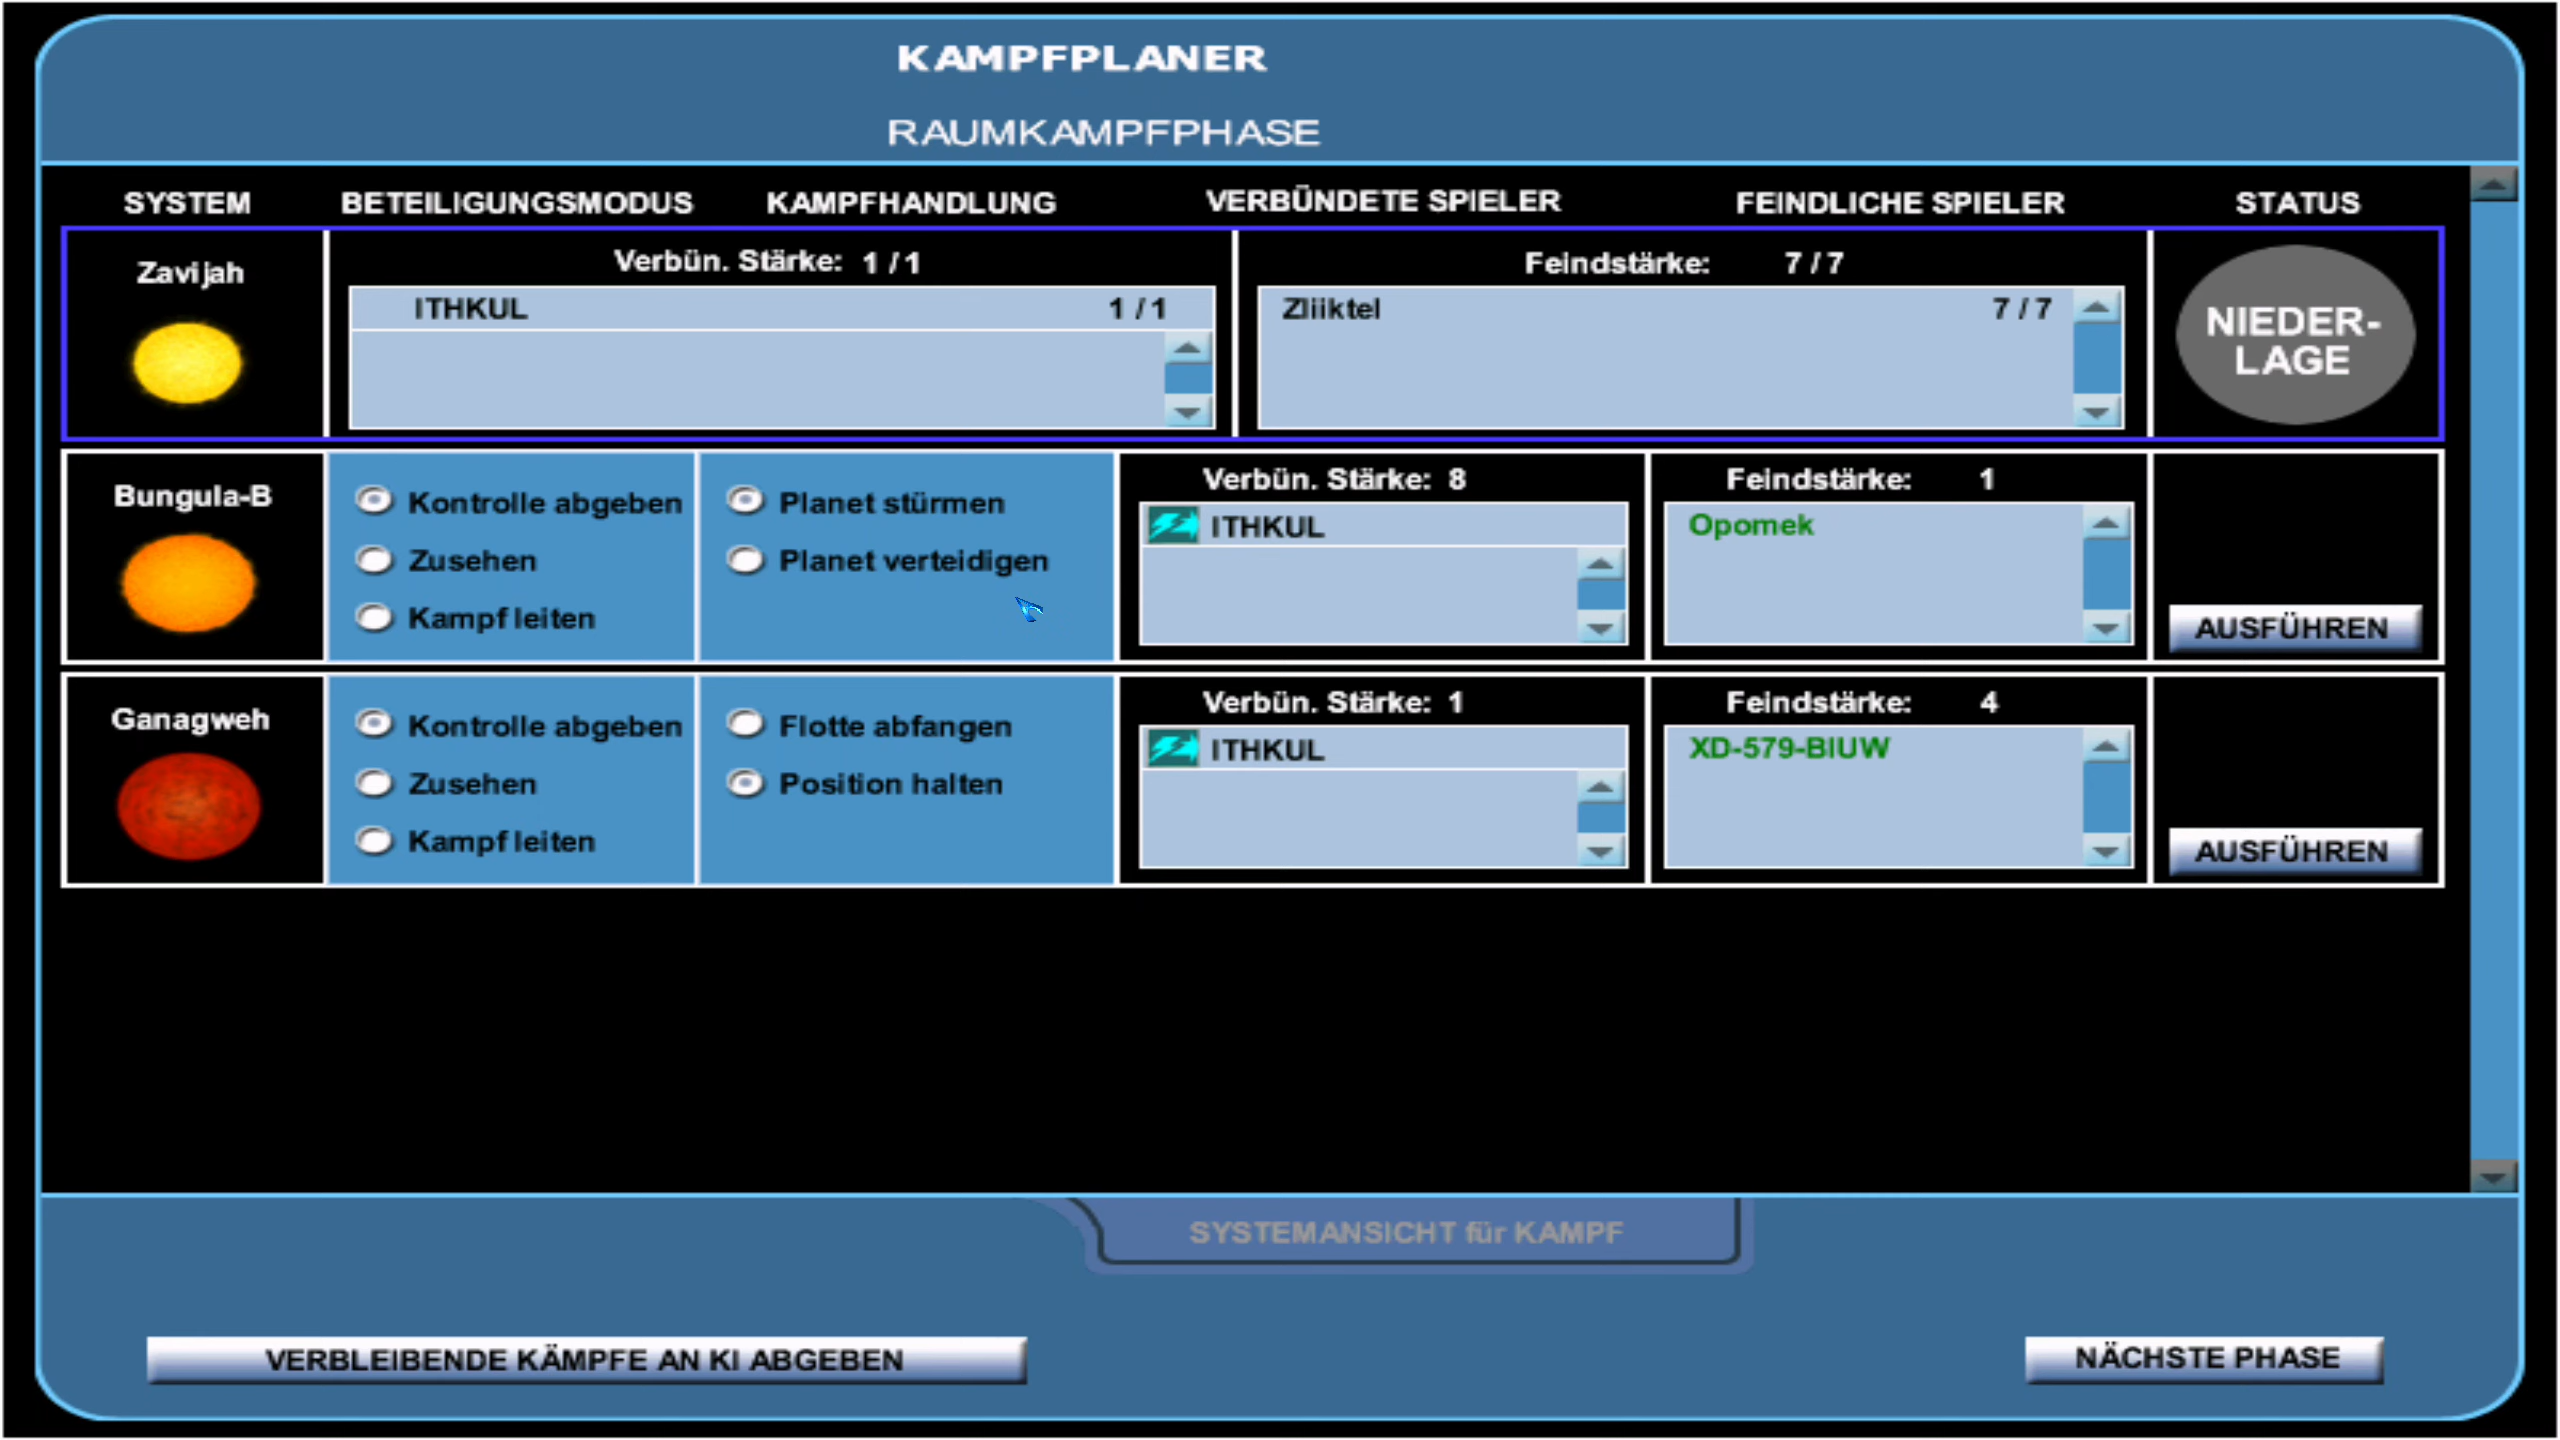 KAMPFPLANER
RAUMKAMPFPHASE
SYSTEM BETEILIGUNGSMODUS KAMPFHANDLUNG VERBÜNDETE SPIELER FEINDLICHE SPIELER STATUS
Zavijah
Verbün. Stärke: 1 / 1
ITHKUL 1 / 1
Feindstärke: 7 / 7
Zliiktel 7 / 7
NIEDER-
LAGE
Bungula-B
Kontrolle abgeben
Zusehen
Kampf leiten
Planet stürmen
Planet verteidigen
Verbün. Stärke: 8
ITHKUL
Feindstärke: 1
Opomek
AUSFÜHREN
Ganagweh
Kontrolle abgeben
Zusehen
Kampf leiten
Flotte abfangen
Position halten
Verbün. Stärke: 1
ITHKUL
Feindstärke: 4
XD-579-BIUW
AUSFÜHREN
SYSTEMANSICHT für KAMPF
VERBLEIBENDE KÄMPFE AN KI ABGEBEN
NÄCHSTE PHASE